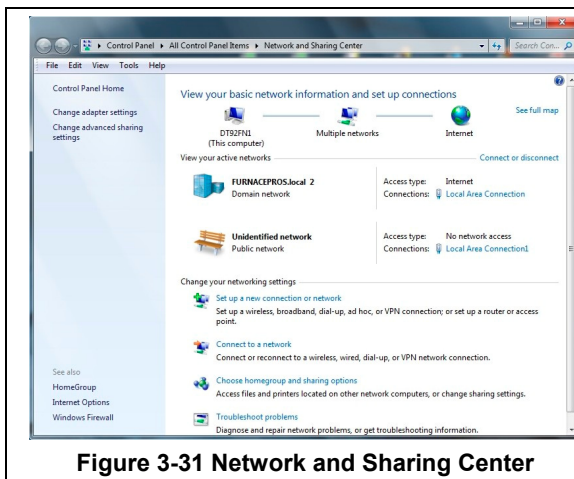 Control Panel ▸ All Control Panel Items ▸ Network and Sharing Center
Search Con...
File Edit View Tools Help
Control Panel Home
Change adapter settings
Change advanced sharing
settings
View your basic network information and set up connections
See full map
DT92FN1
(This computer)
Multiple networks
Internet
View your active networks
Connect or disconnect
FURNACEPROS.local 2
Domain network
Access type: Internet
Connections: Local Area Connection
Unidentified network
Public network
Access type: No network access
Connections: Local Area Connection1
Change your networking settings
Set up a new connection or network
Set up a wireless, broadband, dial-up, ad hoc, or VPN connection; or set up a router or access
point.
Connect to a network
Connect or reconnect to a wireless, wired, dial-up, or VPN network connection.
Choose homegroup and sharing options
Access files and printers located on other network computers, or change sharing settings.
Troubleshoot problems
Diagnose and repair network problems, or get troubleshooting information.
See also
HomeGroup
Internet Options
Windows Firewall
Figure 3-31 Network and Sharing Center